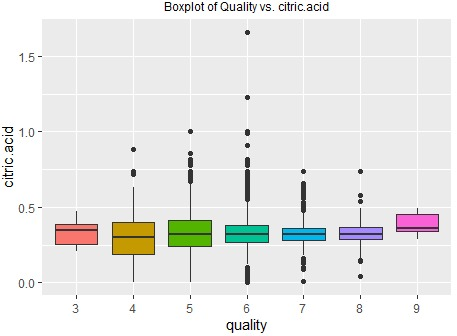 Boxplot of Quality vs. citric.acid
citric.acid
1.5
1.0
0.5
0.0
3 4 5 6 7 8 9
quality